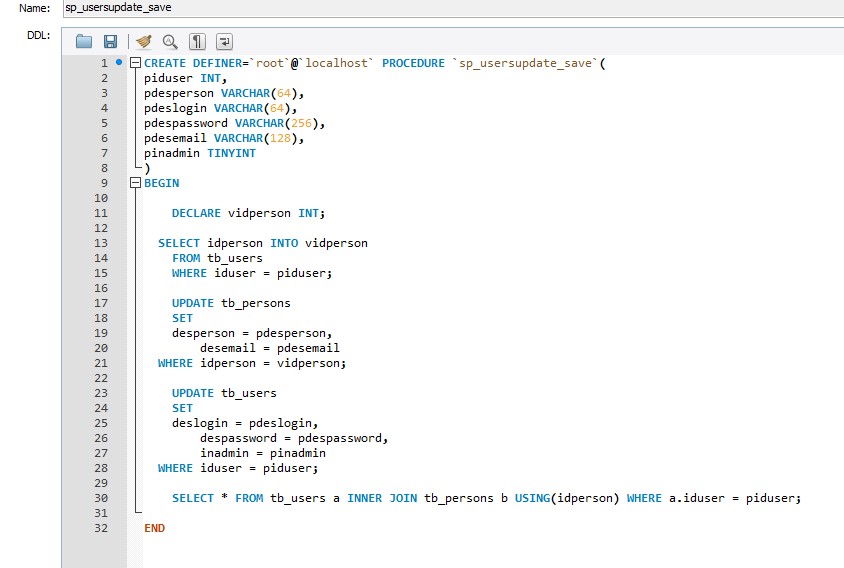 Name: sp_usersupdate_save
DDL:
1 CREATE DEFINER=`root`@`localhost` PROCEDURE `sp_usersupdate_save`(
2 piduser INT,
3 pdesperson VARCHAR(64),
4 pdeslogin VARCHAR(64),
5 pdespassword VARCHAR(256),
6 pdesemail VARCHAR(128),
7 pinadmin TINYINT
8 )
9 BEGIN
10
11 DECLARE vidperson INT;
12
13 SELECT idperson INTO vidperson
14 FROM tb_users
15 WHERE iduser = piduser;
16
17 UPDATE tb_persons
18 SET
19 desperson = pdesperson,
20 desemail = pdesemail
21 WHERE idperson = vidperson;
22
23 UPDATE tb_users
24 SET
25 deslogin = pdeslogin,
26 despassword = pdespassword,
27 inadmin = pinadmin
28 WHERE iduser = piduser;
29
30 SELECT * FROM tb_users a INNER JOIN tb_persons b USING(idperson) WHERE a.iduser = piduser;
31
32 END